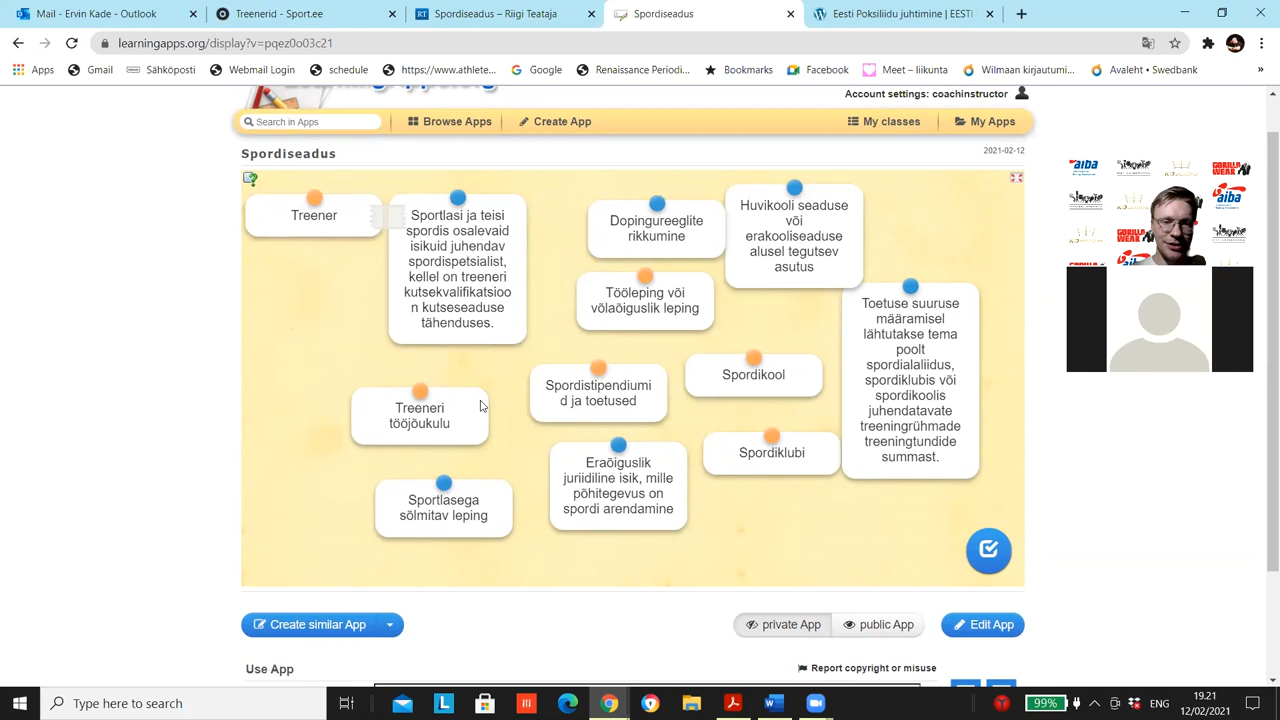 Mail - Ervin Kade - Outlook
Treenerid - Sport.ee
RT
Spordiseadus – Riigi Teataja
Spordiseadus
Eesti Poksiliidu juhtimine | EESTI
learningapps.org/display?v=pqez0o03c21
Apps
Gmail
Sähköposti
Webmail Login
schedule
https://www.athlete...
Google
Renaissance Periodi...
Bookmarks
Facebook
Meet – liikunta
Wilmaan kirjautumi...
Avaleht – Swedbank
»
Account settings: coachinstructor
Search in Apps
Browse Apps
Create App
My classes
My Apps
Spordiseadus
2021-02-12
Treener
Sportlasi ja teisi
spordis osalevaid
isikuid juhendav
spordispetsialist,
kellel on treeneri
kutsekvalifikatsioo
n kutseseaduse
tähenduses.
Dopingureeglite
rikkumine
Huvikooli seaduse
või
erakooliseaduse
alusel tegutsev
asutus
Tööleping või
võlaõiguslik leping
Toetuse suuruse
määramisel
lähtutakse tema
poolt
spordialaliidus,
spordiklubis või
spordikoolis
juhendatavate
treeningrühmade
treeningtundide
summast.
Spordistipendiumi
d ja toetused
Spordikool
Treeneri
tööjõukulu
Spordiklubi
Eraõiguslik
juriidiline isik, mille
põhitegevus on
spordi arendamine
Sportlasega
sõlmitav leping
Create similar App
private App
public App
Edit App
Use App
Report copyright or misuse
aiba
GORILLA
WEAR
aiba
GORILLA
WEAR
Type here to search
99%
ENG
19.21
12/02/2021